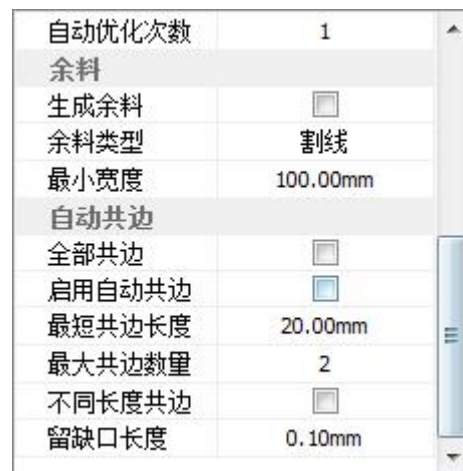 自动优化次数 1
余料
生成余料
余料类型 割线
最小宽度 100.00mm
自动共边
全部共边
启用自动共边
最短共边长度 20.00mm
最大共边数量 2
不同长度共边
留缺口长度 0.10mm